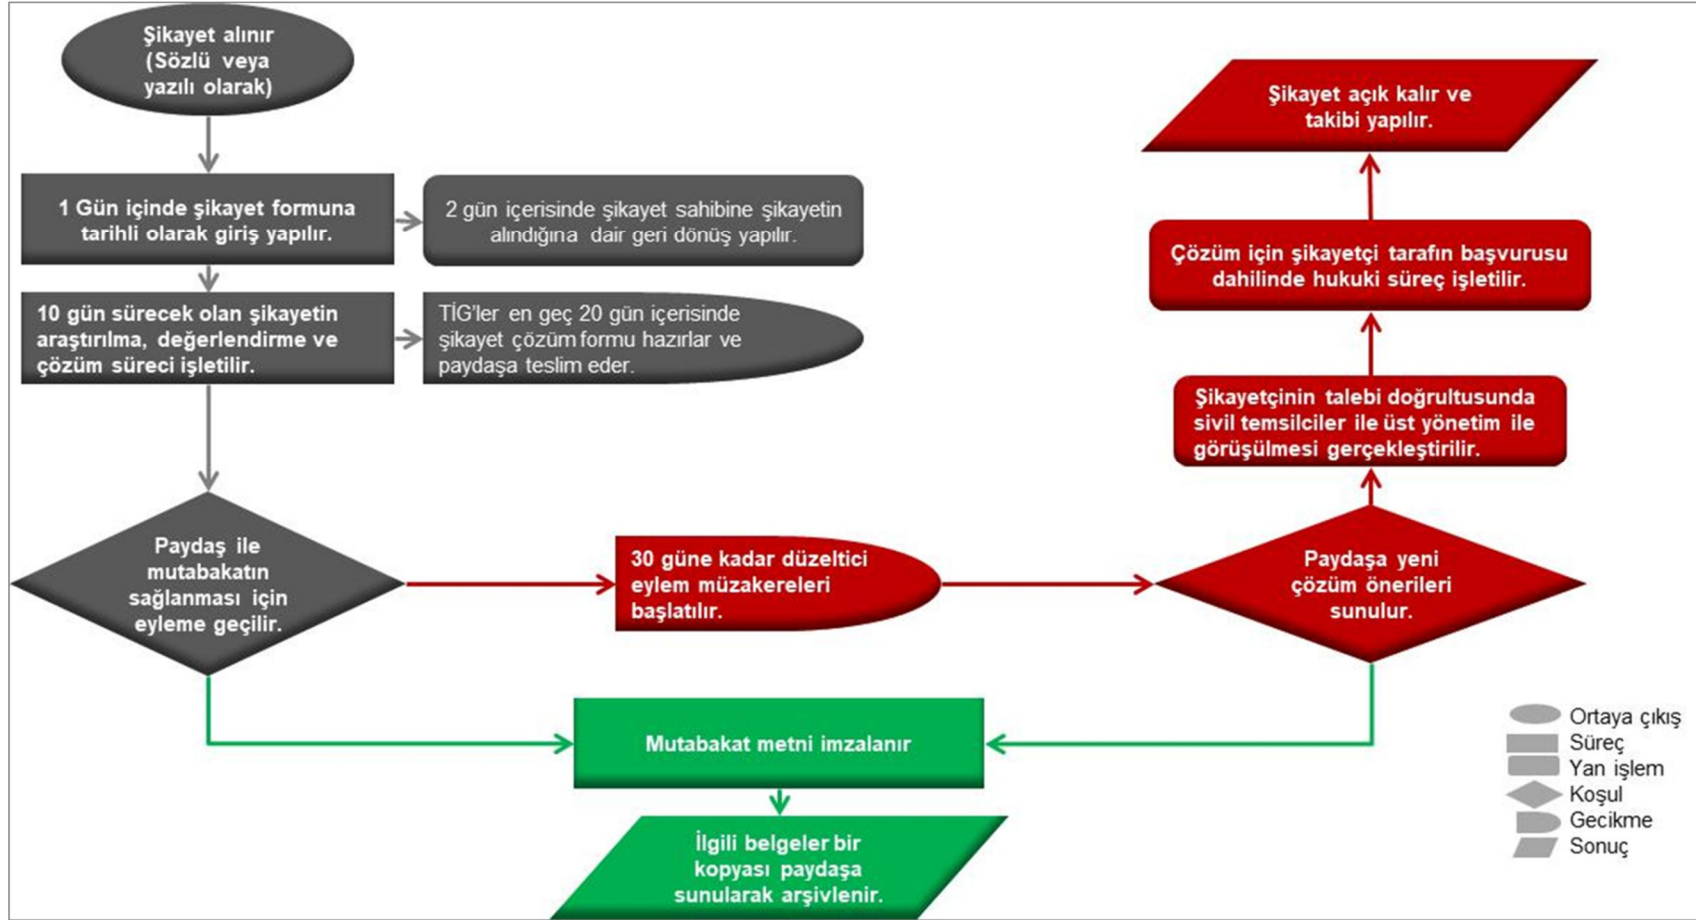 Şikayet alınır
(Sözlü veya
yazılı olarak)
1 Gün içinde şikayet formuna
tarihli olarak giriş yapılır.
2 gün içerisinde şikayet sahibine şikayetin
alındığına dair geri dönüş yapılır.
10 gün sürecek olan şikayetin
araştırılma, değerlendirme ve
çözüm süreci işletilir.
TİG'ler en geç 20 gün içerisinde
şikayet çözüm formu hazırlar ve
paydaşa teslim eder.
Paydaş ile
mutabakatın
sağlanması için
eyleme geçilir.
30 güne kadar düzeltici
eylem müzakereleri
başlatılır.
Paydaşa yeni
çözüm önerileri
sunulur.
Şikayetçinin talebi doğrultusunda
sivil temsilciler ile üst yönetim ile
görüşülmesi gerçekleştirilir.
Çözüm için şikayetçi tarafın başvurusu
dahilinde hukuki süreç işletilir.
Şikayet açık kalır ve
takibi yapılır.
Mutabakat metni imzalanır
İlgili belgeler bir
kopyası paydaşa
sunularak arşivlenir.
Ortaya çıkış
Süreç
Yan işlem
Koşul
Gecikme
Sonuç